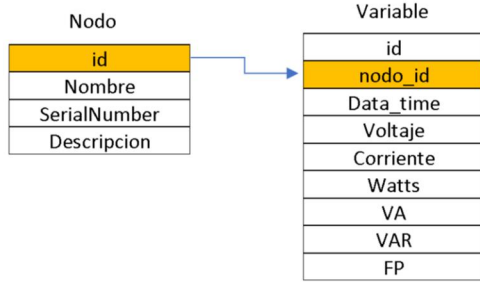 Nodo
id
Nombre
SerialNumber
Descripcion
Variable
id
nodo_id
Data_time
Voltaje
Corriente
Watts
VA
VAR
FP